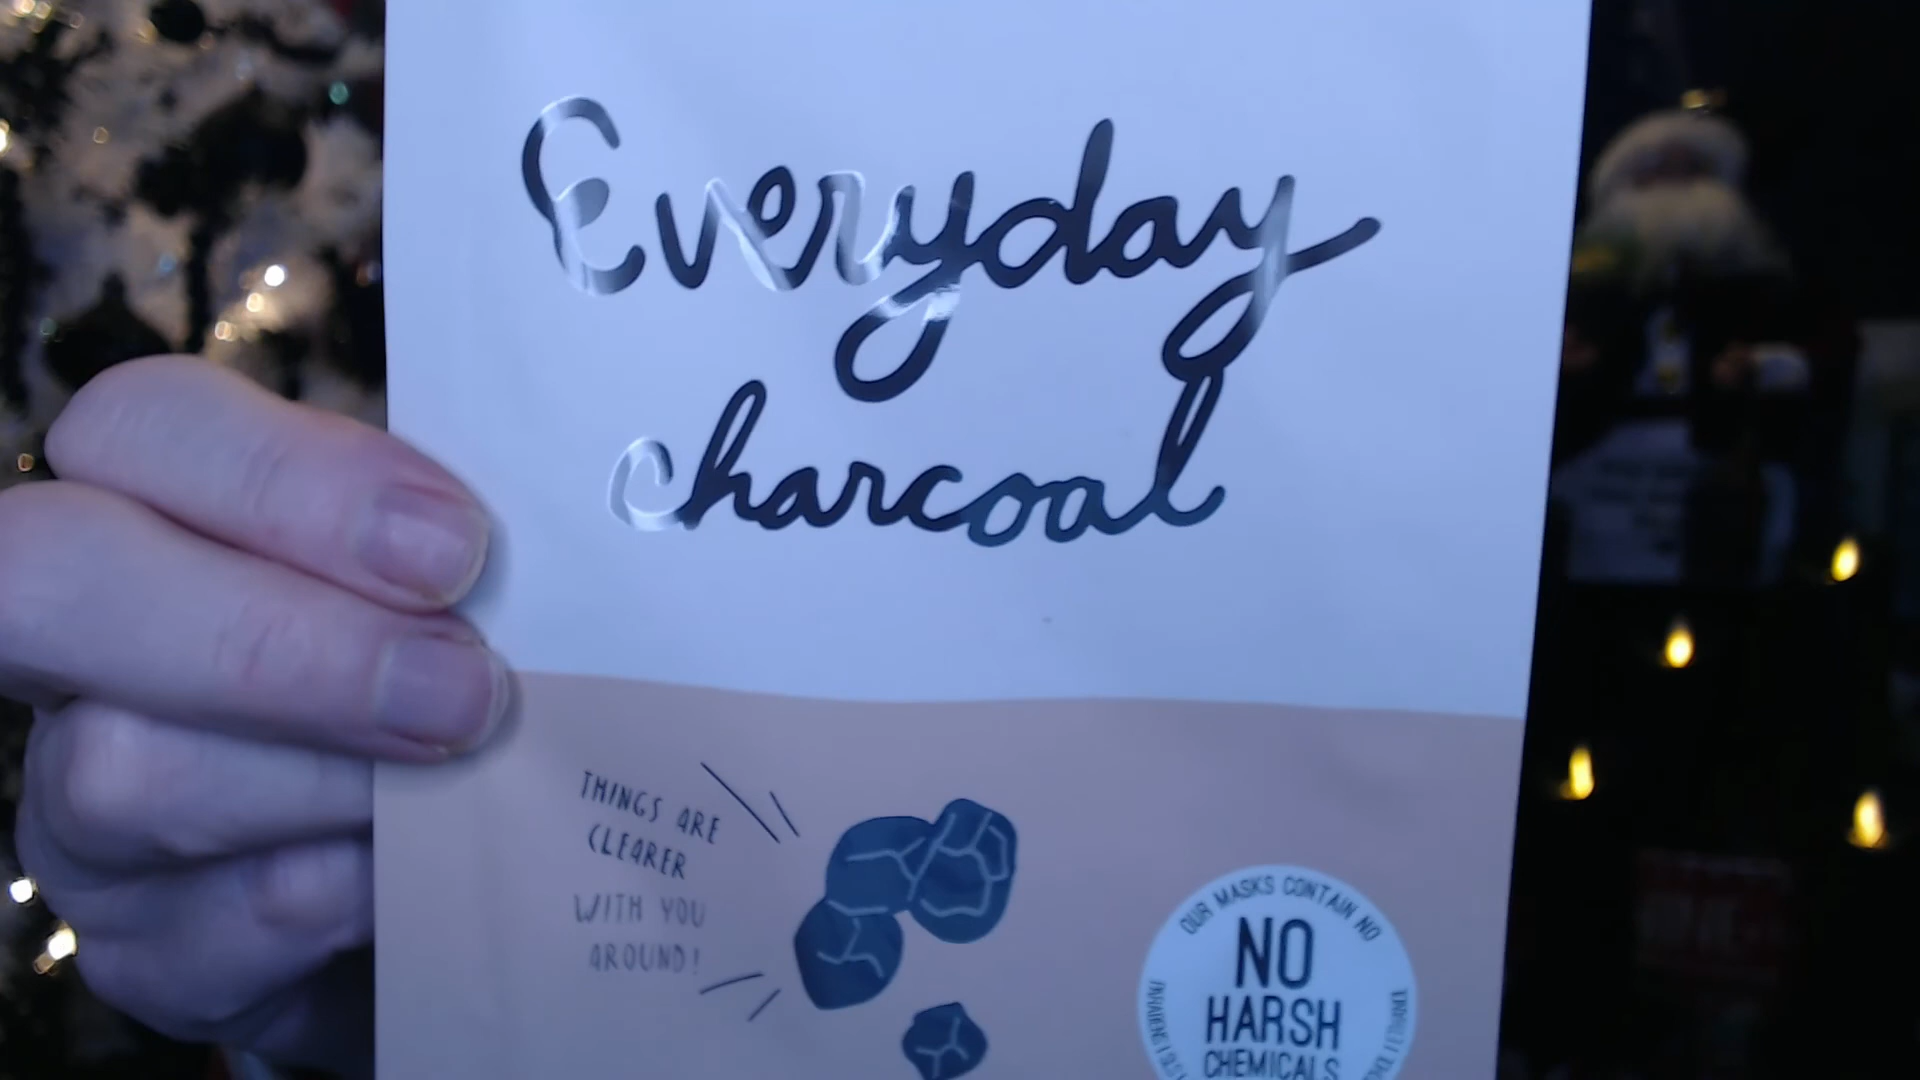 Everyday
charcoal
THINGS ARE
CLEARER
WITH YOU
AROUND!
OUR MASKS CONTAIN NO
NO
HARSH
CHEMICALS